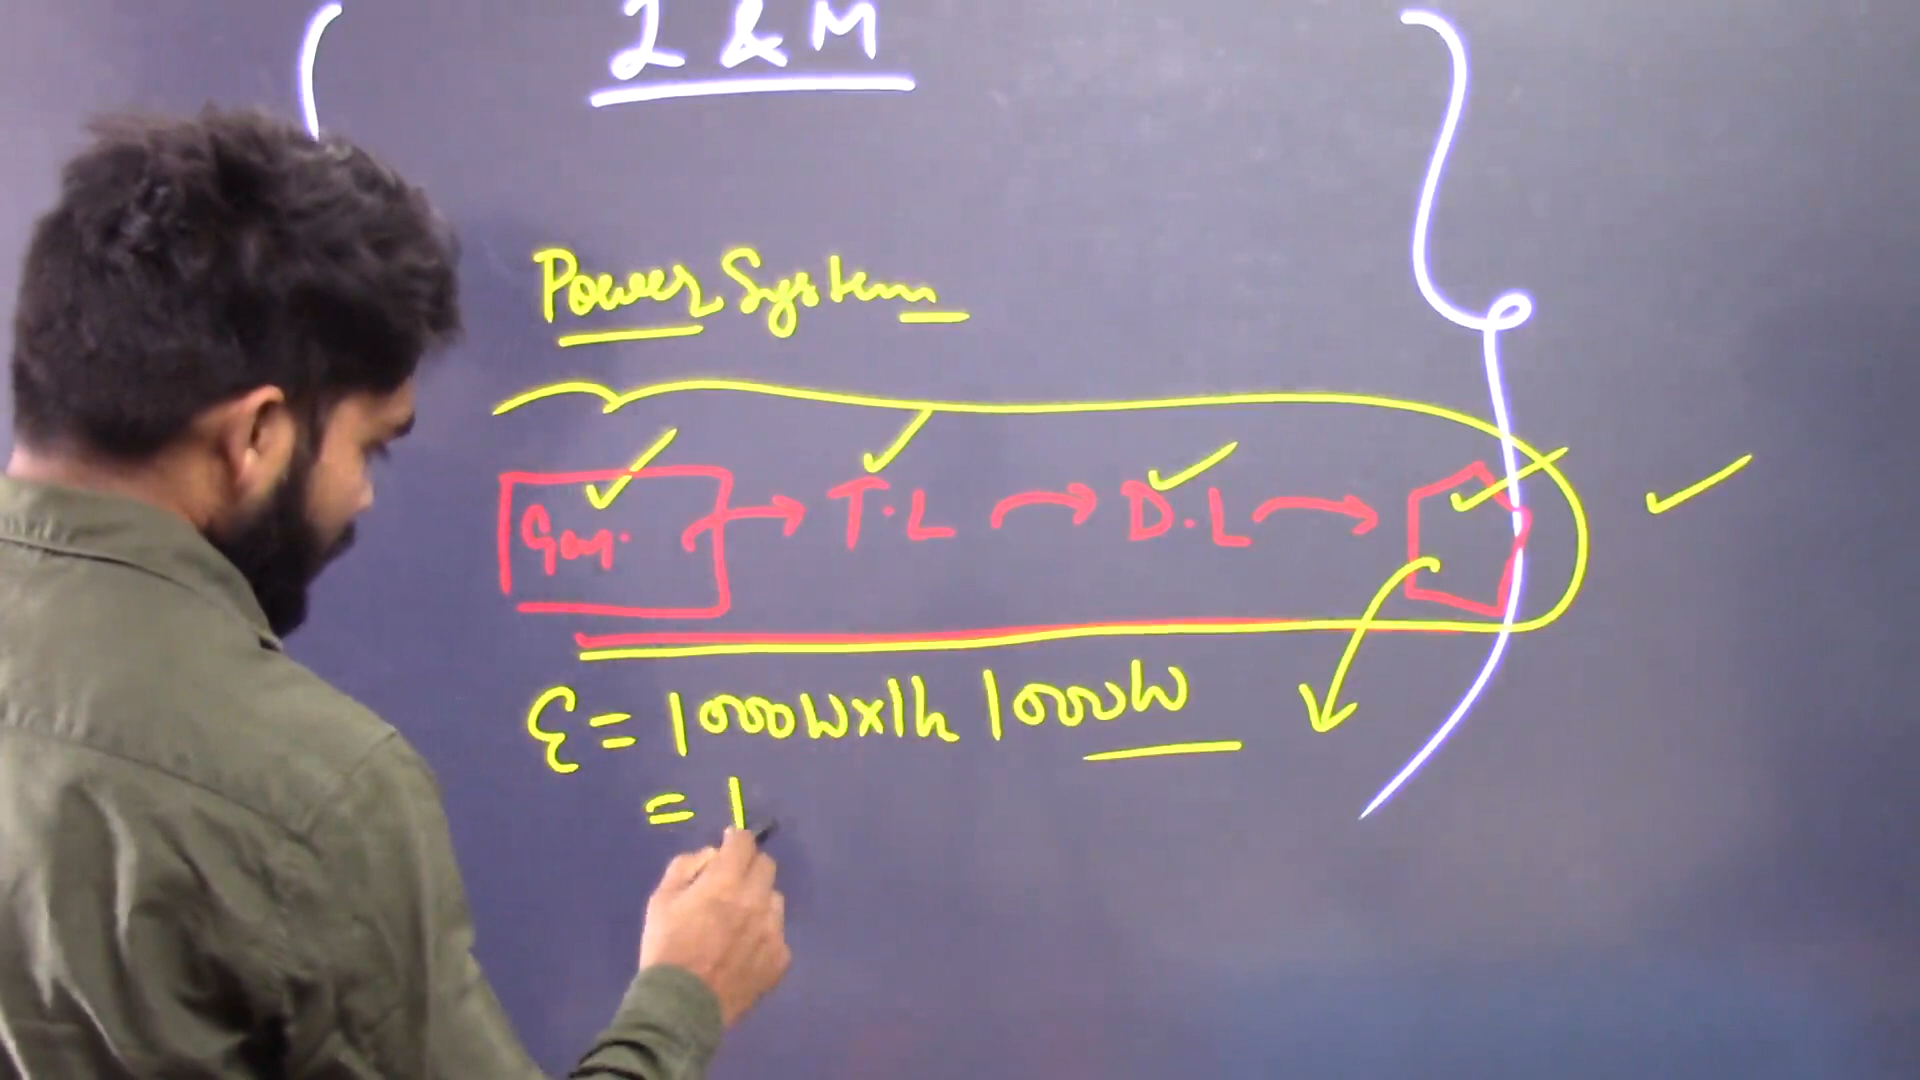 I & M
Power System
Gen. → T.L → D.L →
E = 1000W×1h 1000W
= 1